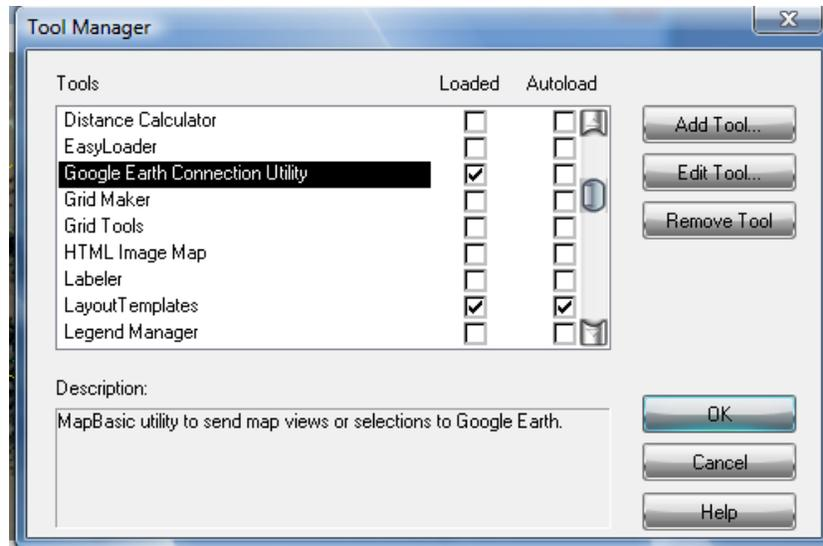 Tool Manager
Tools Loaded Autoload
Distance Calculator
EasyLoader
Google Earth Connection Utility
Grid Maker
Grid Tools
HTML Image Map
Labeler
LayoutTemplates
Legend Manager
Add Tool...
Edit Tool...
Remove Tool
Description:
MapBasic utility to send map views or selections to Google Earth.
OK
Cancel
Help